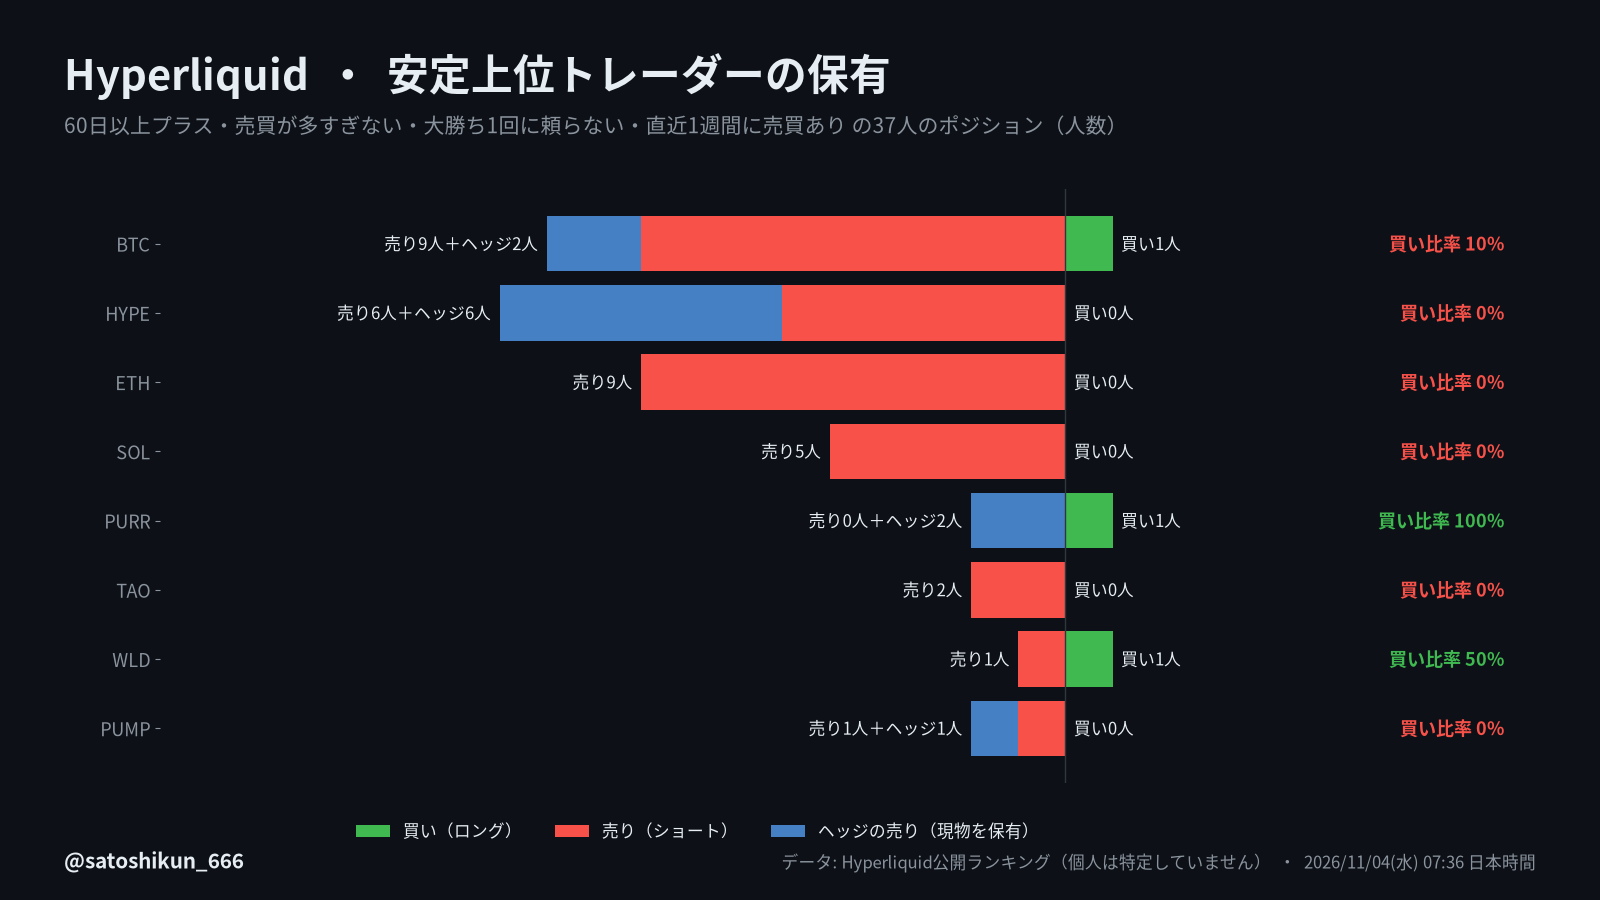 Hyperliquid ・ 安定上位トレーダーの保有
60日以上プラス・売買が多すぎない・大勝ち1回に頼らない・直近1週間に売買あり の37人のポジション（人数）
BTC - 売り9人＋ヘッジ2人 買い1人 買い比率 10%
HYPE - 売り6人＋ヘッジ6人 買い0人 買い比率 0%
ETH - 売り9人 買い0人 買い比率 0%
SOL - 売り5人 買い0人 買い比率 0%
PURR - 売り0人＋ヘッジ2人 買い1人 買い比率 100%
TAO - 売り2人 買い0人 買い比率 0%
WLD - 売り1人 買い1人 買い比率 50%
PUMP - 売り1人＋ヘッジ1人 買い0人 買い比率 0%
買い（ロング） 売り（ショート） ヘッジの売り（現物を保有）
@satoshikun_666 データ: Hyperliquid公開ランキング（個人は特定していません） ・ 2026/11/04(水) 07:36 日本時間